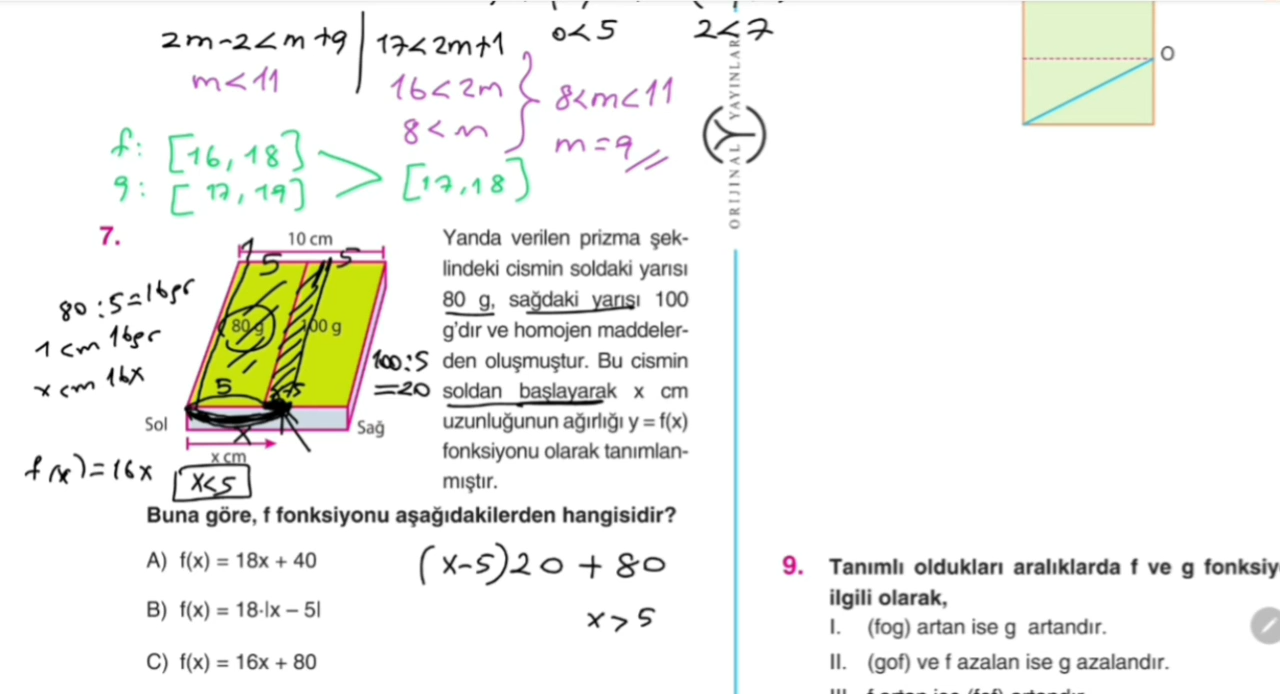 2m-2<m+9 | 17<2m+1
0<5
2<7
m<11
16<2m
8<m
8<m<11
m=9
f: [16,18]
g: [17,19]
[17,18]
ORIJINAL YAYINLAR
O
7.
10 cm
5
5
80 g
100 g
5
x-5
Sol
Sağ
x
x cm
80:5=16gr
1 cm 16gr
x cm 16x
100:5
=20
f(x)=16x
x<5
Yanda verilen prizma şek-
lindeki cismin soldaki yarısı
80 g, sağdaki yarısı 100
g'dır ve homojen maddeler-
den oluşmuştur. Bu cismin
soldan başlayarak x cm
uzunluğunun ağırlığı y=f(x)
fonksiyonu olarak tanımlan-
mıştır.
Buna göre, f fonksiyonu aşağıdakilerden hangisidir?
A) f(x) = 18x + 40
B) f(x) = 18·|x – 5|
C) f(x) = 16x + 80
(x-5)20+80
x>5
9. Tanımlı oldukları aralıklarda f ve g fonksiy
ilgili olarak,
I. (fog) artan ise g artandır.
II. (gof) ve f azalan ise g azalandır.